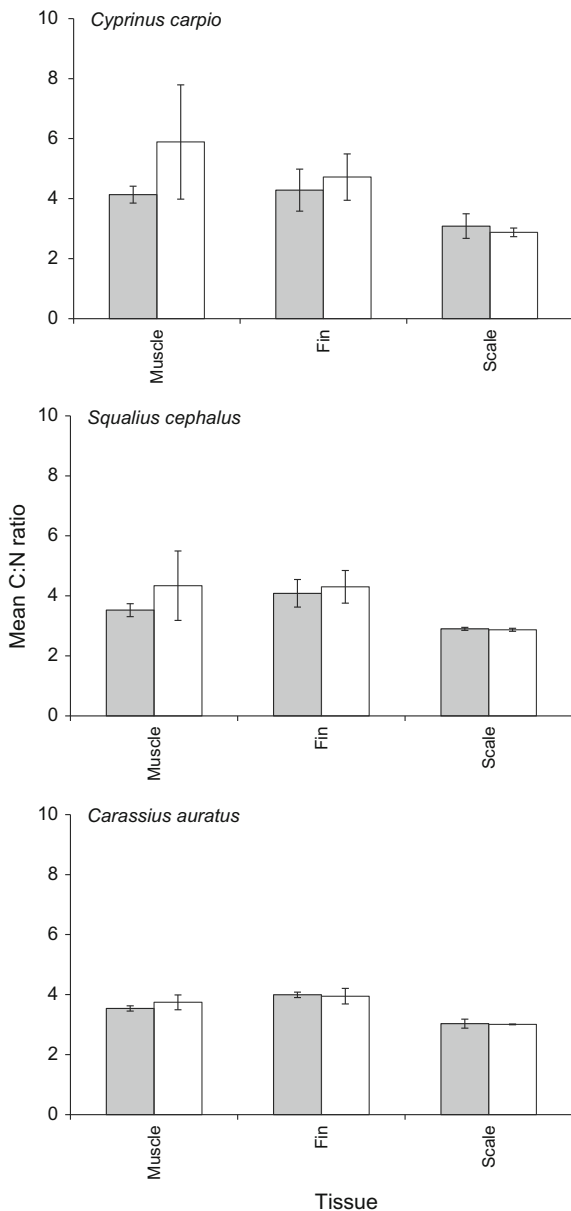 Cyprinus carpio
10
8
6
4
2
0
Muscle
Fin
Scale
Squalius cephalus
10
8
6
4
2
0
Muscle
Fin
Scale
Mean C:N ratio
Carassius auratus
10
8
6
4
2
0
Muscle
Fin
Scale
Tissue